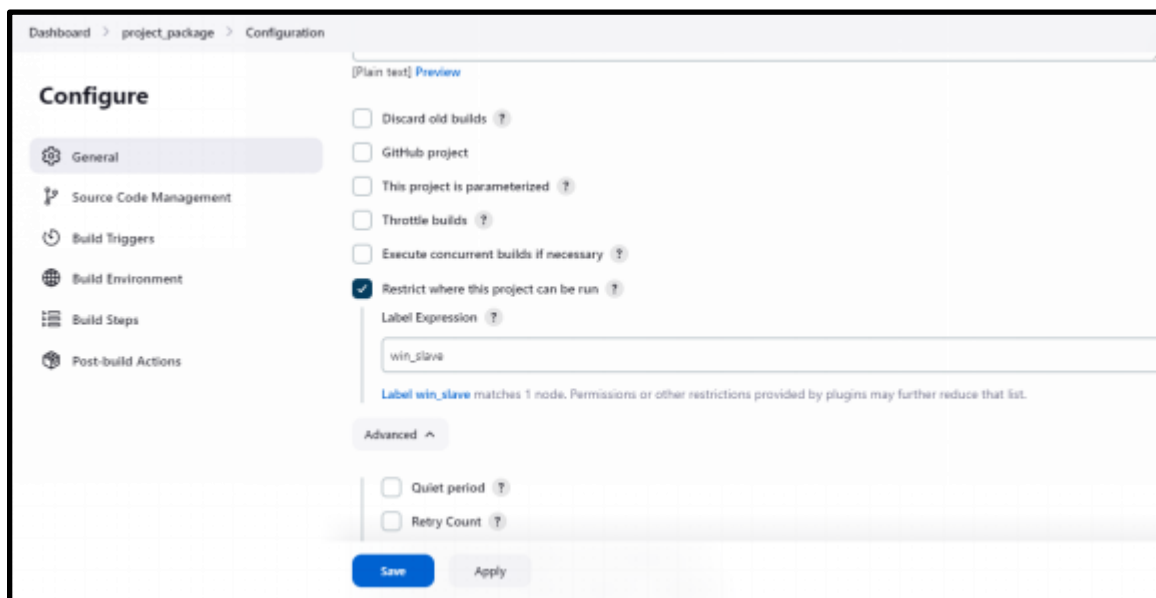 Dashboard > project_package > Configuration
[Plain text] Preview
Configure
General
Source Code Management
Build Triggers
Build Environment
Build Steps
Post-build Actions
Discard old builds ?
GitHub project
This project is parameterized ?
Throttle builds ?
Execute concurrent builds if necessary ?
Restrict where this project can be run ?
Label Expression ?
win_slave
Label win_slave matches 1 node. Permissions or other restrictions provided by plugins may further reduce that list.
Advanced
Quiet period ?
Retry Count ?
Save Apply